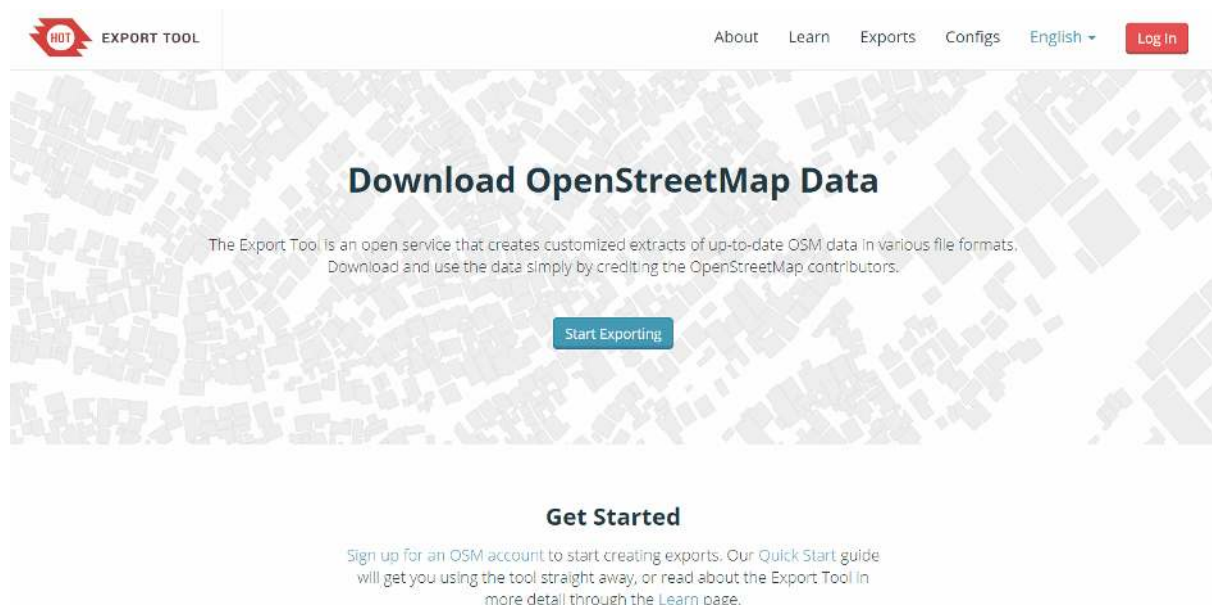 HOT EXPORT TOOL
About Learn Exports Configs English Log In
Download OpenStreetMap Data
The Export Tool is an open service that creates customized extracts of up-to-date OSM data in various file formats.
Download and use the data simply by crediting the OpenStreetMap contributors.
Start Exporting
Get Started
Sign up for an OSM account to start creating exports. Our Quick Start guide
will get you using the tool straight away, or read about the Export Tool in
more detail through the Learn page.